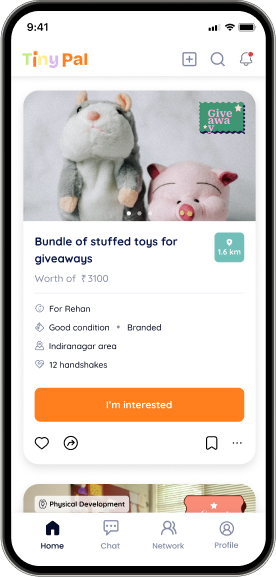 9:41
Tiny Pal
Give
awa
y
Bundle of stuffed toys for
giveaways
1.6 km
Worth of ₹3100
For Rehan
Good condition • Branded
Indiranagar area
12 handshakes
I'm interested
Physical Development
Home Chat Network Profile